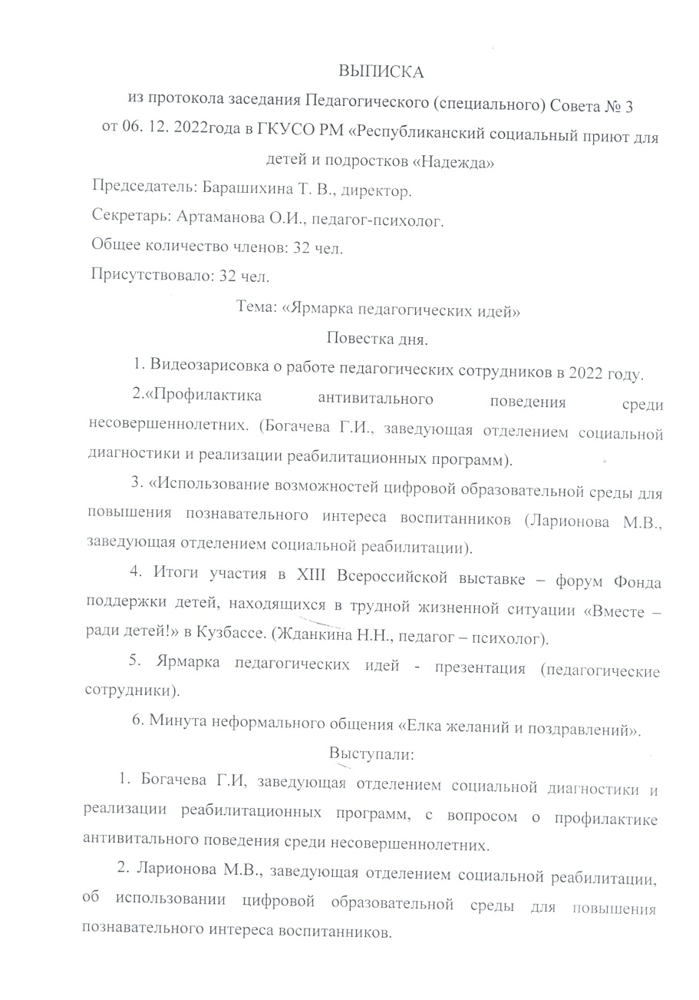 ВЫПИСКА
из протокола заседания Педагогического (специального) Совета № 3
от 06. 12. 2022года в ГКУСО РМ «Республиканский социальный приют для
детей и подростков «Надежда»
Председатель: Барашихина Т. В., директор.
Секретарь: Артаманова О.И., педагог-психолог.
Общее количество членов: 32 чел.
Присутствовало: 32 чел.
Тема: «Ярмарка педагогических идей»
Повестка дня.
1. Видеозарисовка о работе педагогических сотрудников в 2022 году.
2.«Профилактика антивитального поведения среди
несовершеннолетних. (Богачева Г.И., заведующая отделением социальной
диагностики и реализации реабилитационных программ).
3. «Использование возможностей цифровой образовательной среды для
повышения познавательного интереса воспитанников (Ларионова М.В.,
заведующая отделением социальной реабилитации).
4. Итоги участия в XIII Всероссийской выставке – форум Фонда
поддержки детей, находящихся в трудной жизненной ситуации «Вместе –
ради детей!» в Кузбассе. (Жданкина Н.Н., педагог – психолог).
5. Ярмарка педагогических идей - презентация (педагогические
сотрудники).
6. Минута неформального общения «Елка желаний и поздравлений».
Выступали:
1. Богачева Г.И, заведующая отделением социальной диагностики и
реализации реабилитационных программ, с вопросом о профилактике
антивитального поведения среди несовершеннолетних.
2. Ларионова М.В., заведующая отделением социальной реабилитации,
об использовании цифровой образовательной среды для повышения
познавательного интереса воспитанников.